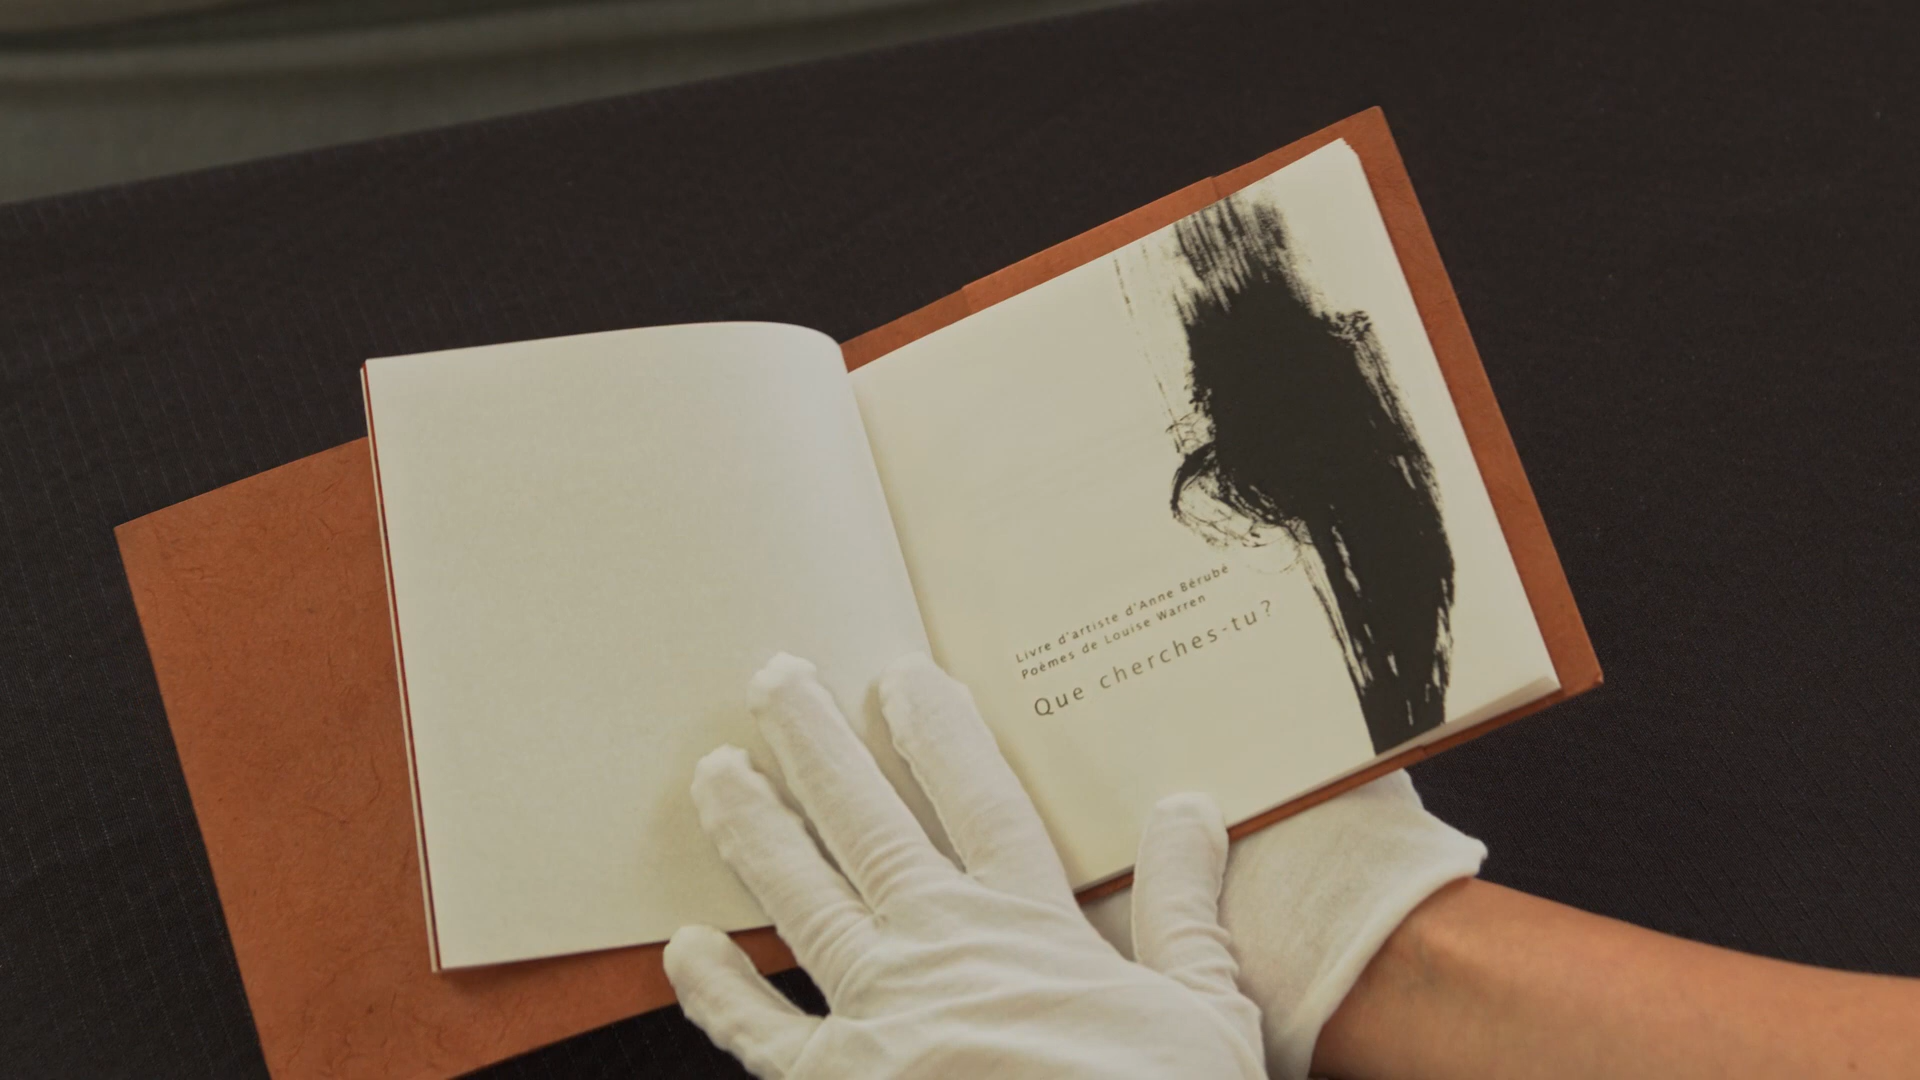 Livre d'artiste d'Anne Bérubé
Poèmes de Louise Warren
Que cherches-tu?